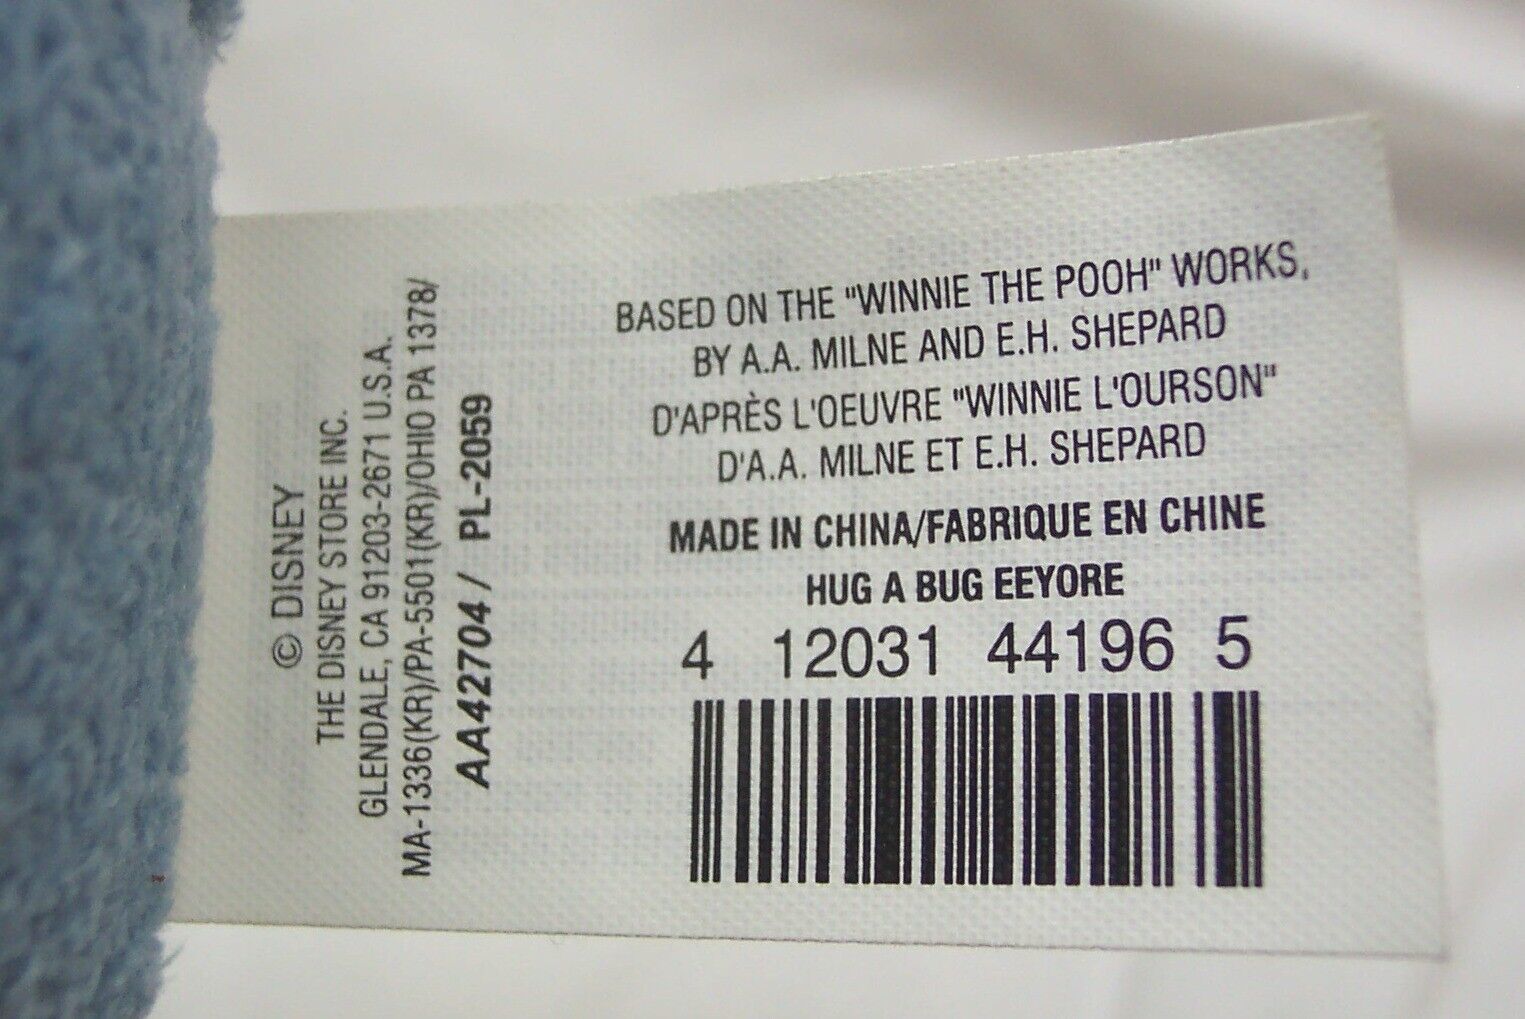 © DISNEY
THE DISNEY STORE INC.
GLENDALE, CA 91203-2671 U.S.A.
MA-1336(KR)/PA-5501(KR)/OHIO PA 1378/
AA42704 / PL-2059
BASED ON THE "WINNIE THE POOH" WORKS,
BY A.A. MILNE AND E.H. SHEPARD
D'APRÈS L'OEUVRE "WINNIE L'OURSON"
D'A.A. MILNE ET E.H. SHEPARD
MADE IN CHINA/FABRIQUE EN CHINE
HUG A BUG EEYORE
4 12031 44196 5